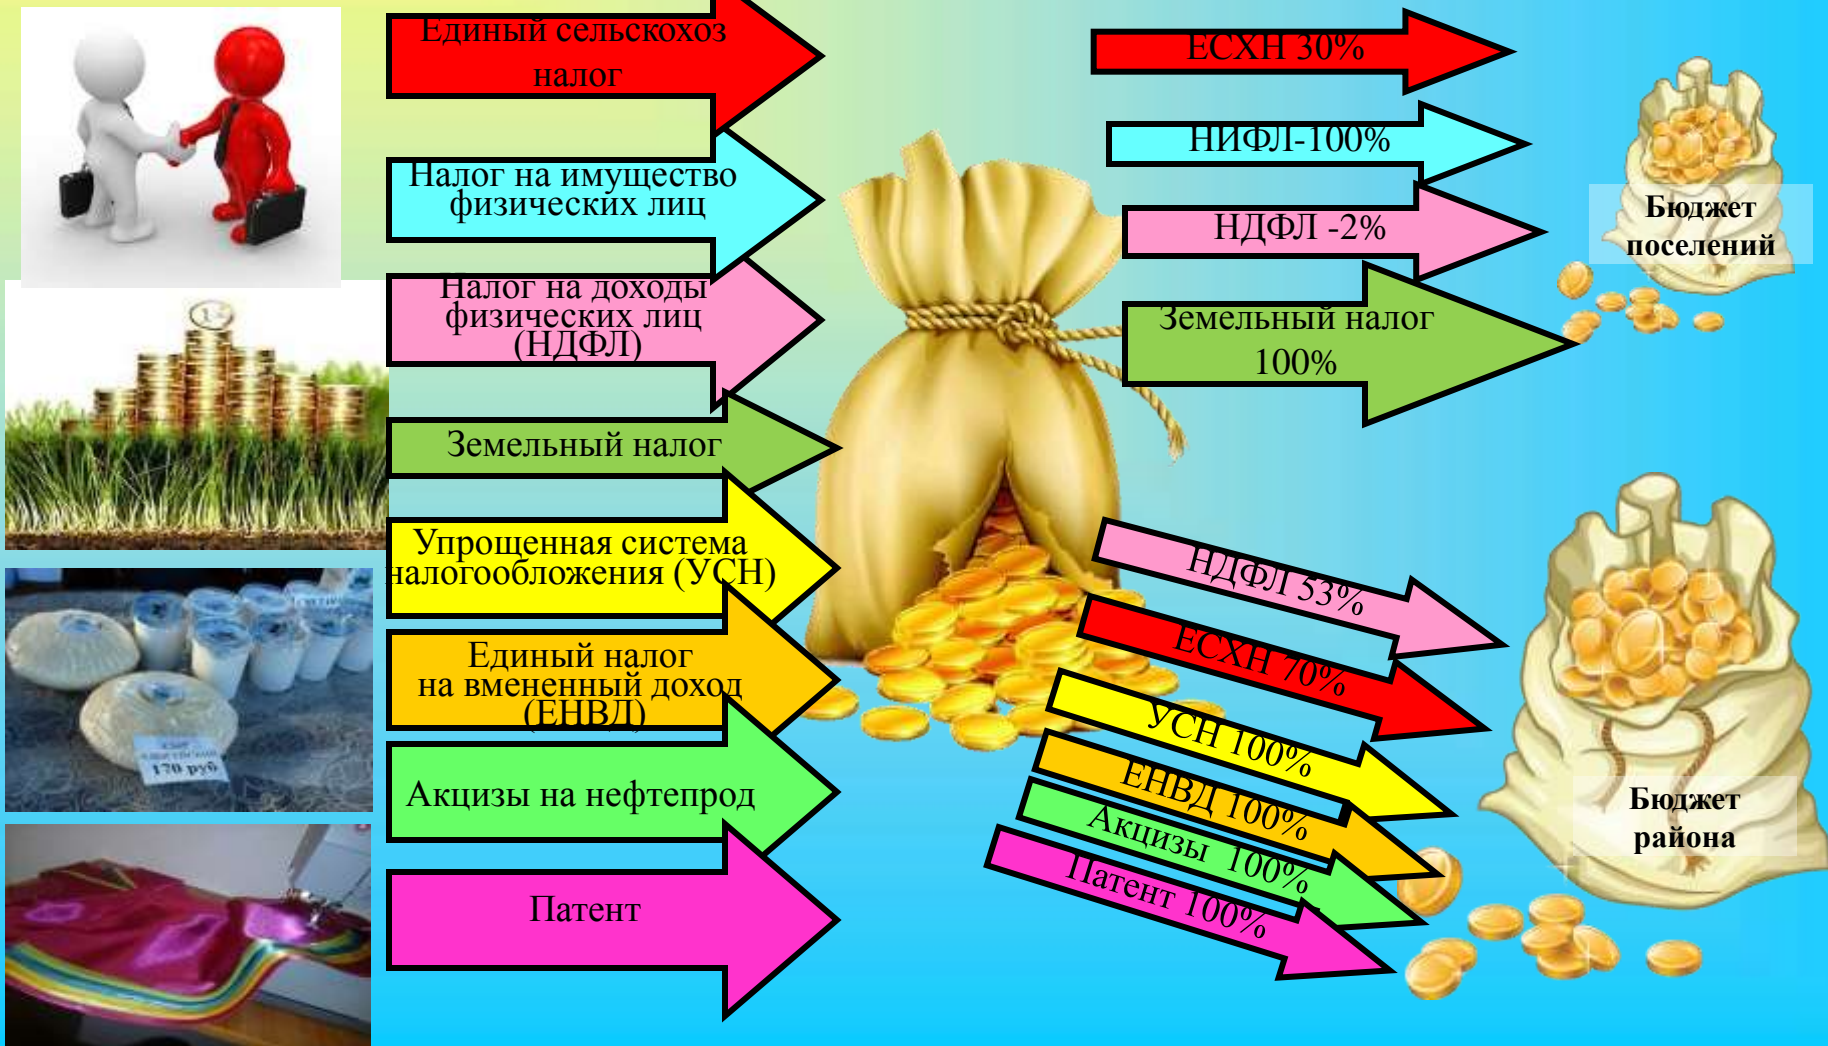 Единый сельскохоз
налог
Налог на имущество
физических лиц
Налог на доходы
физических лиц
(НДФЛ)
Земельный налог
Упрощенная система
налогообложения (УСН)
Единый налог
на вмененный доход
(ЕНВД)
Акцизы на нефтепрод
Патент
ЕСХН 30%
НИФЛ-100%
НДФЛ -2%
Земельный налог
100%
Бюджет
поселений
НДФЛ 53%
ЕСХН 70%
УСН 100%
ЕНВД 100%
Акцизы 100%
Патент 100%
Бюджет
района
170 руб